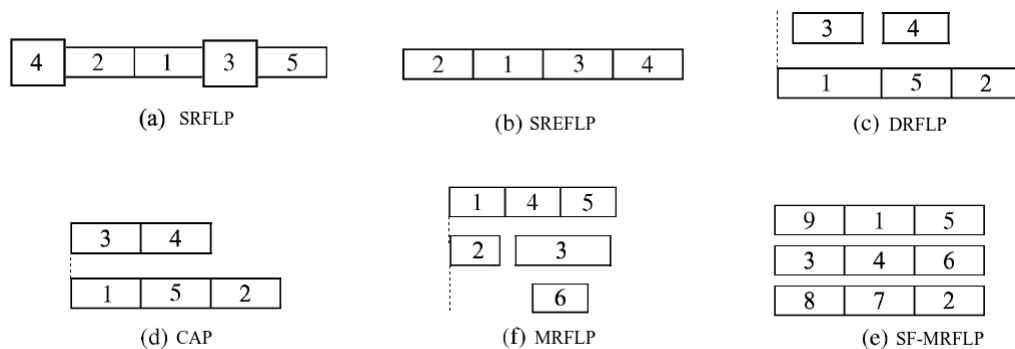 4 2 1 3 5
(a) SRFLP
2 1 3 4
(b) SREFLP
3 4
1 5 2
(c) DRFLP
3 4
1 5 2
(d) CAP
1 4 5
2 3
6
(f) MRFLP
9 1 5
3 4 6
8 7 2
(e) SF-MRFLP